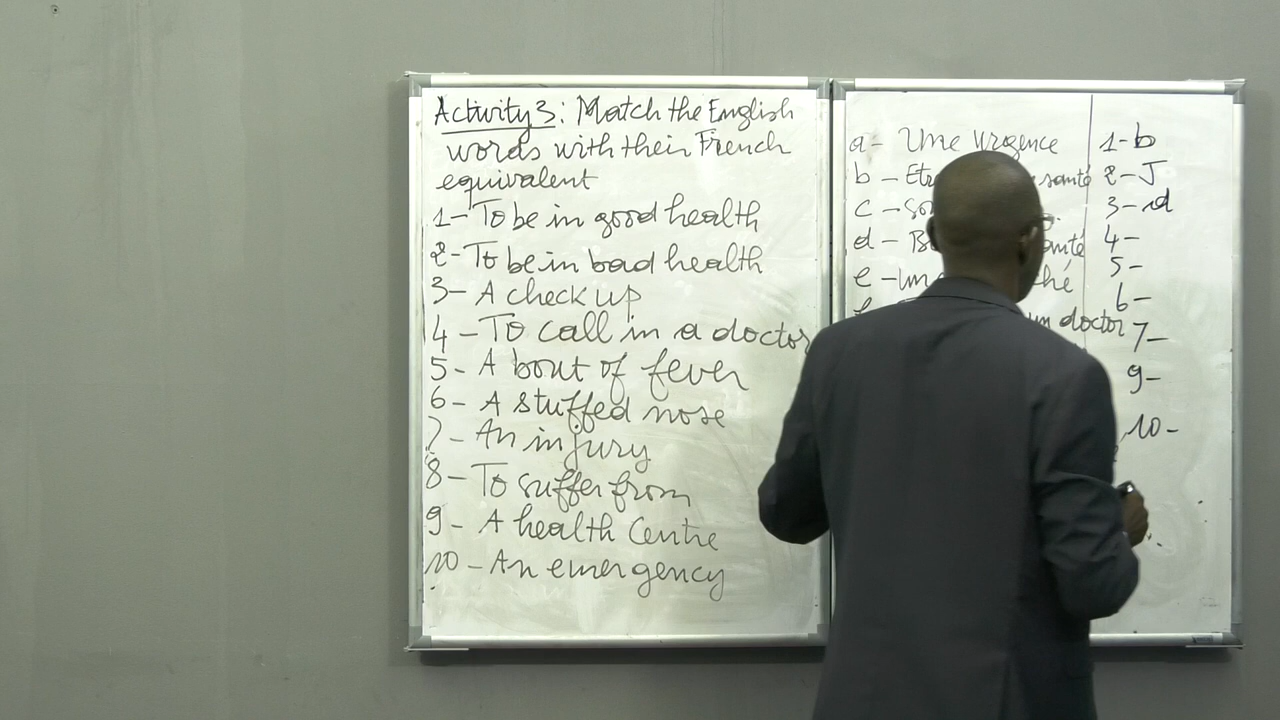 Activity 3: Match the English
words with their French
equivalent
1- To be in good health
2- To be in bad health
3- A check up
4- To call in a doctor
5- A bout of fever
6- A stuffed nose
7- An injury
8- To suffer from
9- A health Centre
10- An emergency
a- Une Urgence
b - santé
c -
d -
e -
un doctor
1-b
2-J
3-d
4-
5-
6-
7-
9-
10-